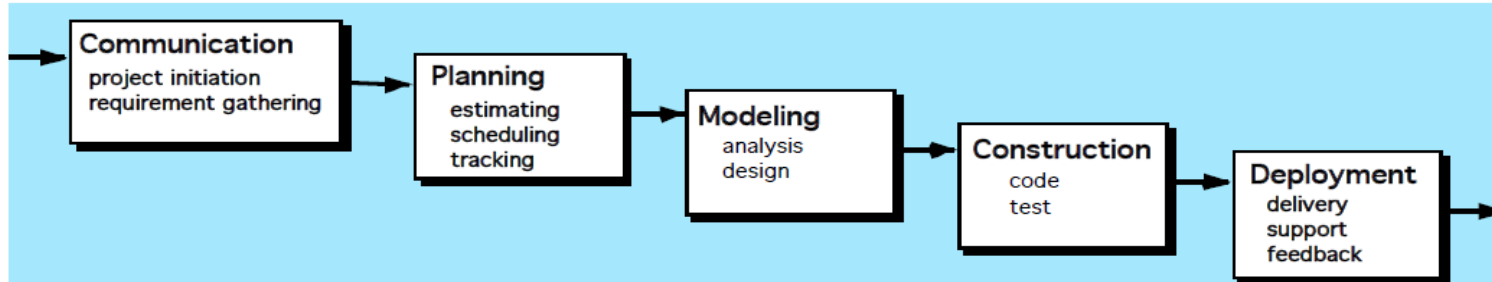 Communication
project initiation
requirement gathering
Planning
estimating
scheduling
tracking
Modeling
analysis
design
Construction
code
test
Deployment
delivery
support
feedback